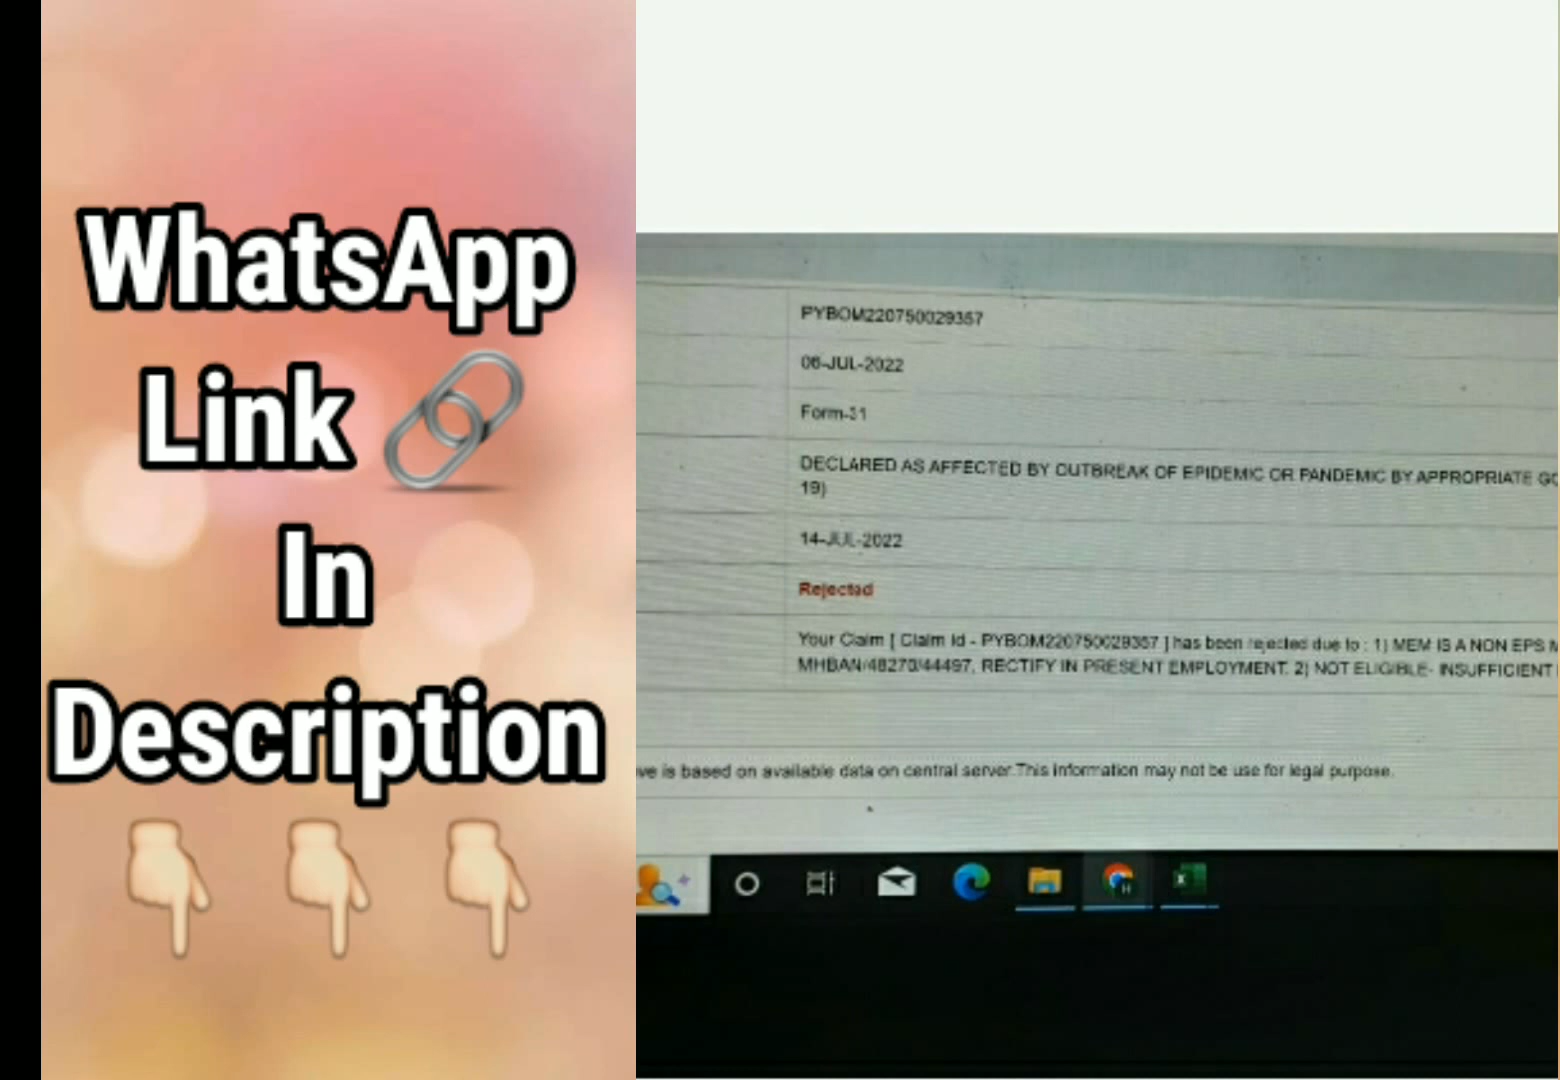 WhatsApp
Link
In
Description
PYBOM220750029357
06-JUL-2022
Form-31
DECLARED AS AFFECTED BY OUTBREAK OF EPIDEMIC OR PANDEMIC BY APPROPRIATE
19)
14-JUL-2022
Rejected
Your Claim [ Claim Id - PYBOM220750029357 ] has been rejected due to : 1) MEM IS A NON EPS
MHBAN/48270/44497, RECTIFY IN PRESENT EMPLOYMENT. 2) NOT ELIGIBLE- INSUFFICIENT
is based on available data on central server.This information may not be use for legal purpose.